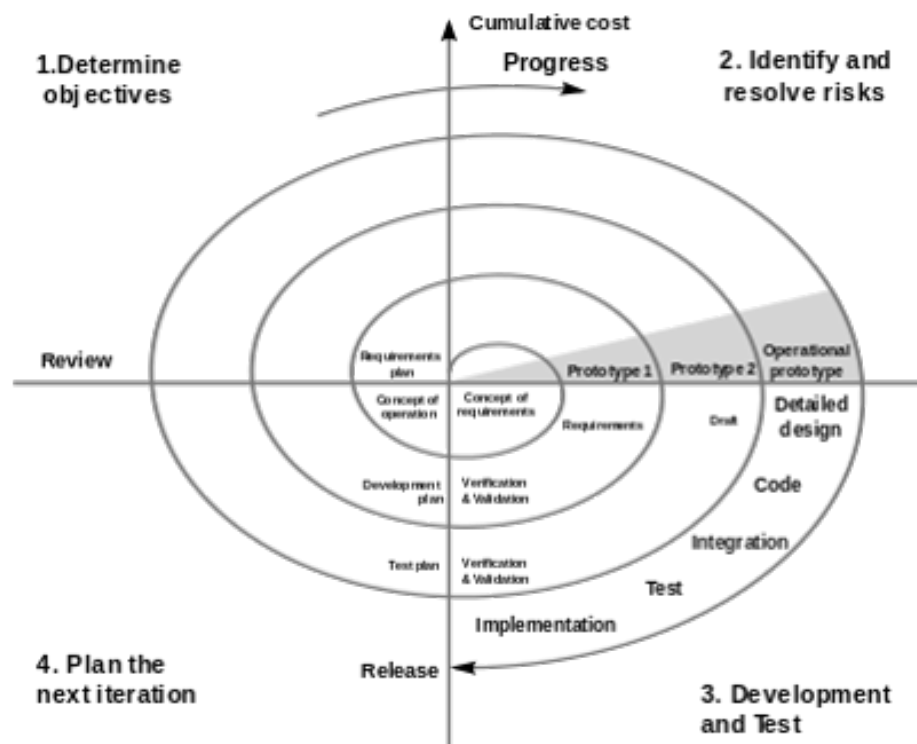 Cumulative cost
Progress
1.Determine
objectives
2. Identify and
resolve risks
Review
Requirements
plan
Prototype 1
Prototype 2
Operational
prototype
Concept of
operation
Concept of
requirements
Requirements
Draft
Detailed
design
Code
Development
plan
Verification
& Validation
Integration
Test plan
Verification
& Validation
Test
Implementation
Release
4. Plan the
next iteration
3. Development
and Test